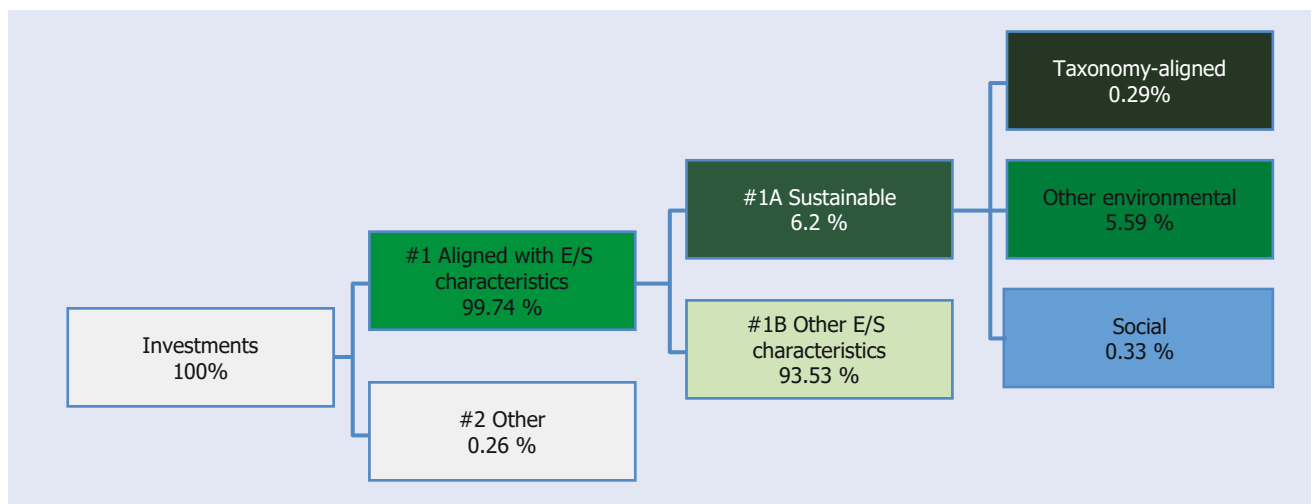 Investments
100%
#1 Aligned with E/S
characteristics
99.74 %
#2 Other
0.26 %
#1A Sustainable
6.2 %
#1B Other E/S
characteristics
93.53 %
Taxonomy-aligned
0.29%
Other environmental
5.59 %
Social
0.33 %